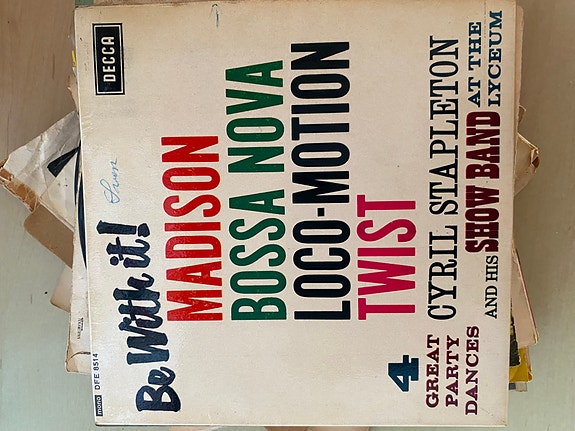 mono DFE 8514
DECCA
Be With it!
MADISON
BOSSA NOVA
LOCO-MOTION
TWIST
4
GREAT
PARTY
DANCES
CYRIL STAPLETON
AND HIS SHOW BAND AT THE
LYCEUM